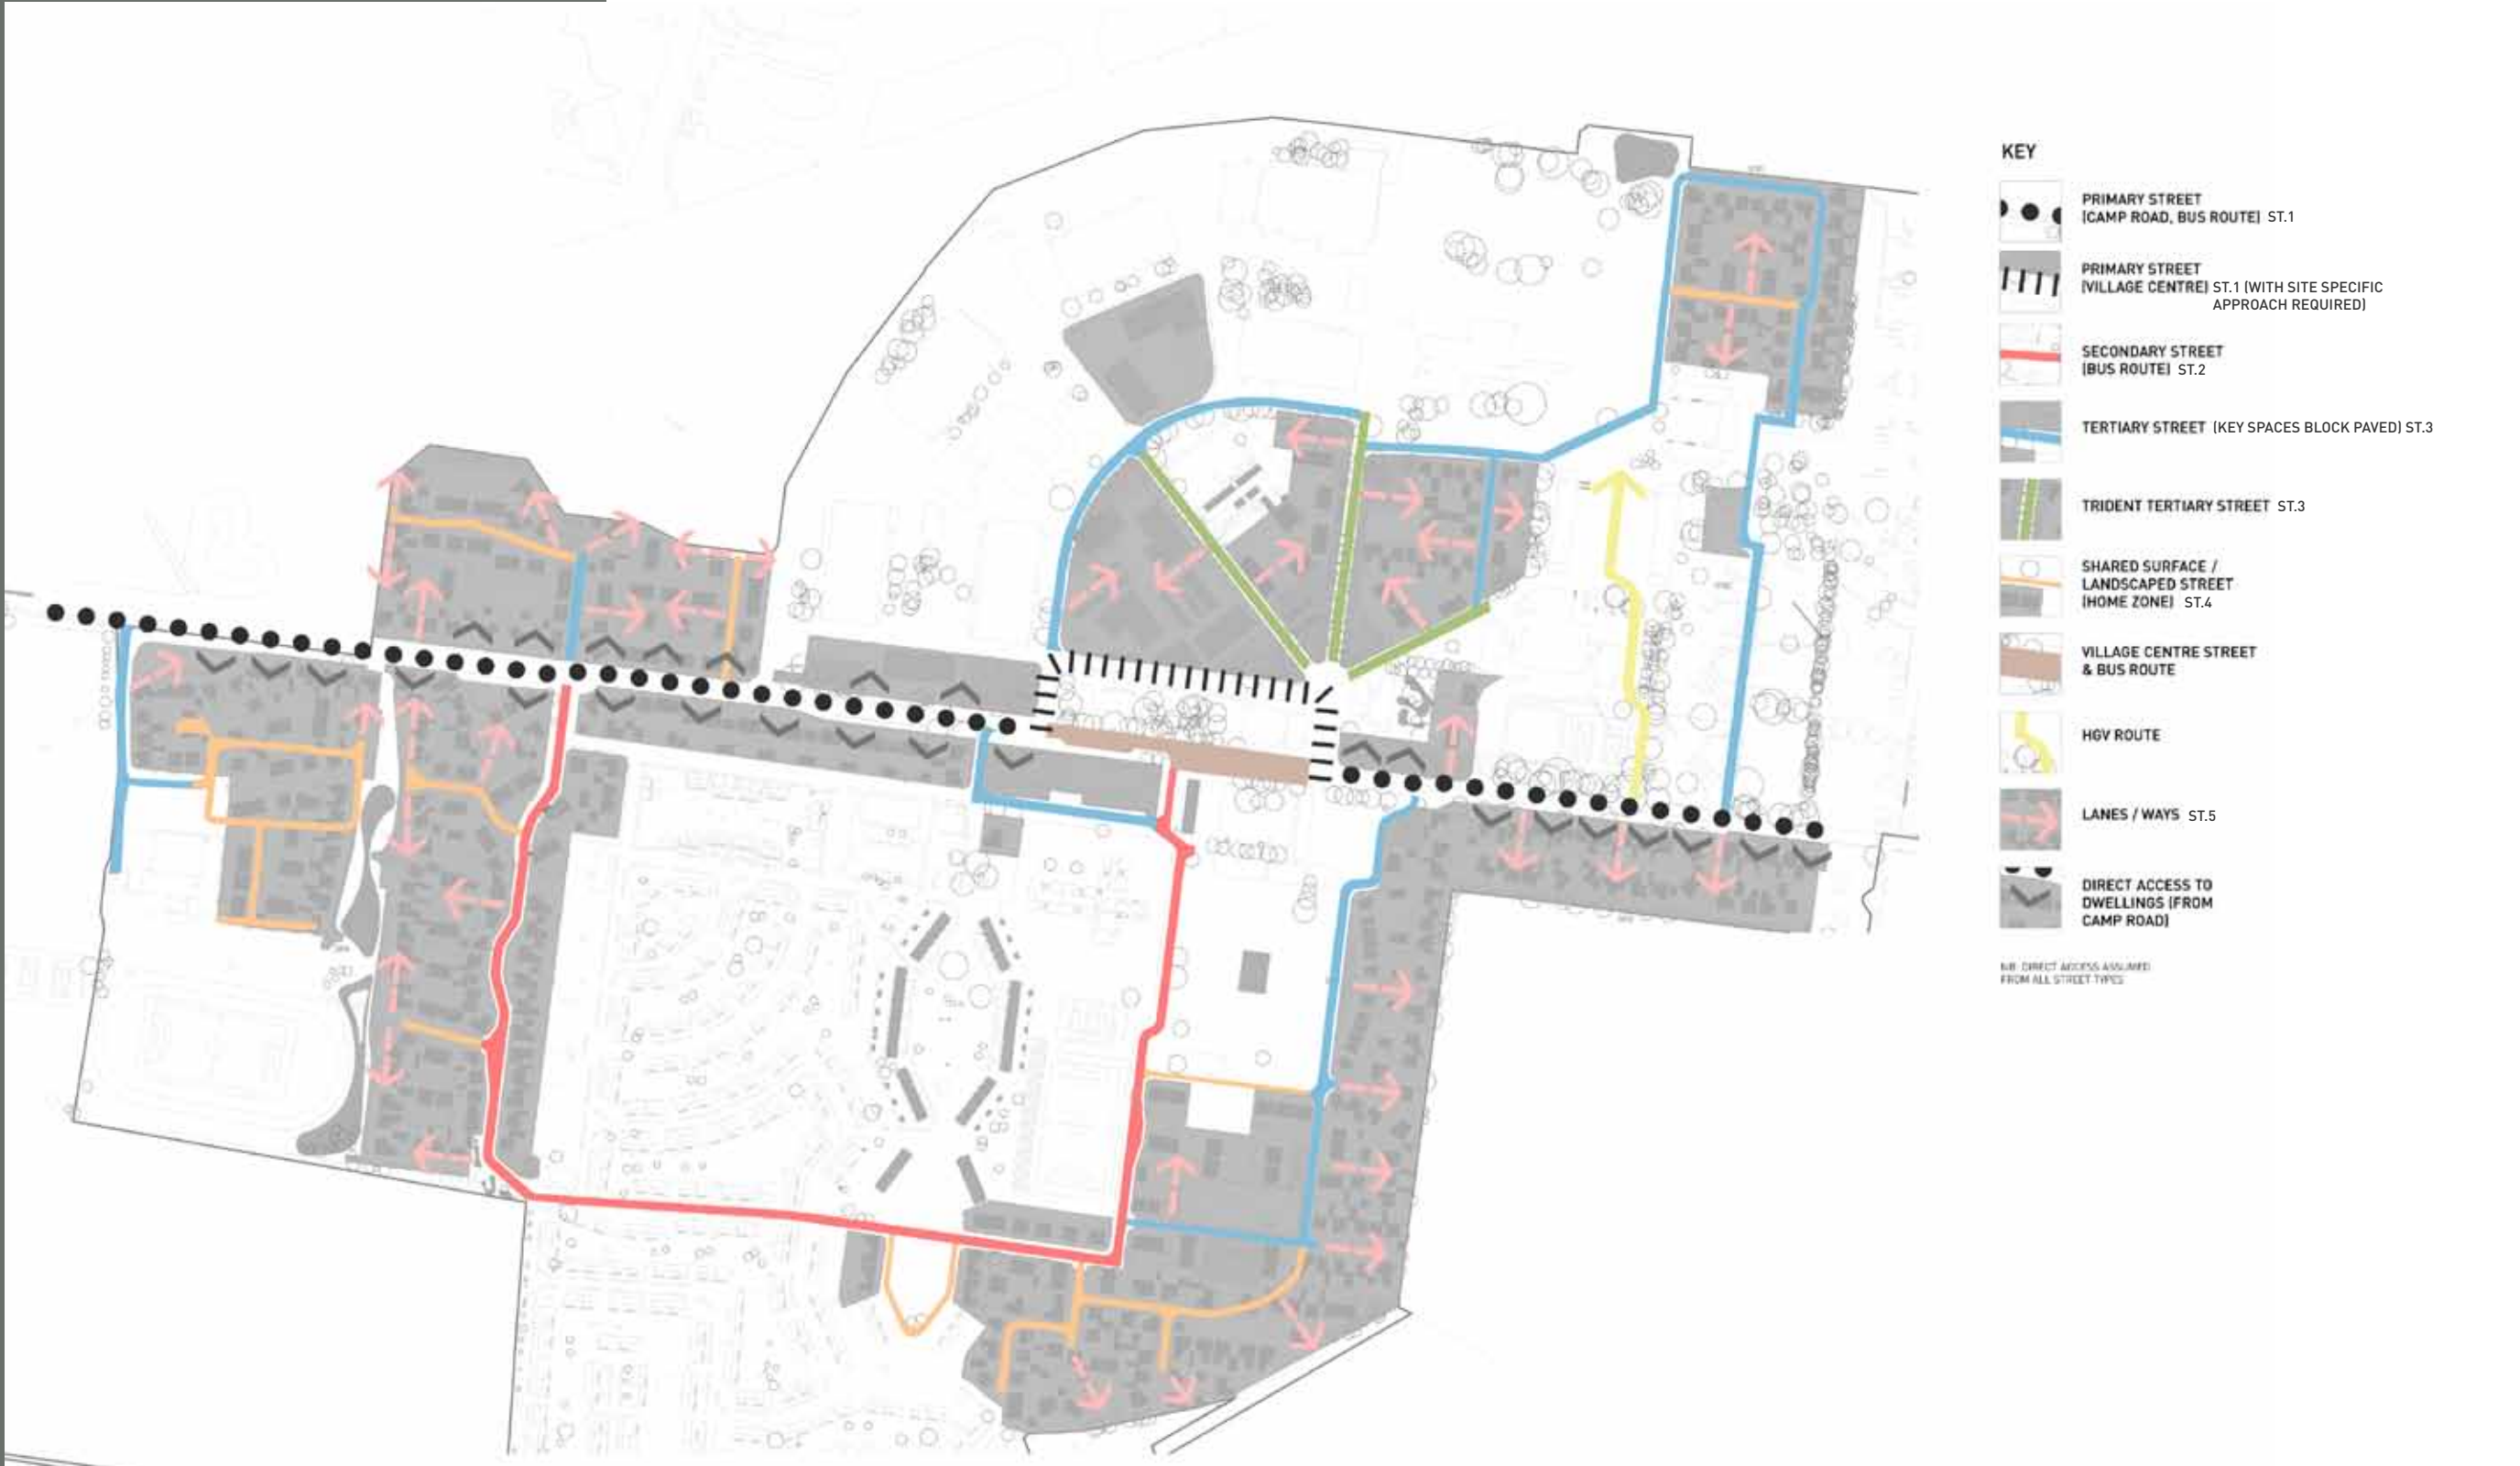 KEY
PRIMARY STREET
(CAMP ROAD, BUS ROUTE) ST.1
PRIMARY STREET
(VILLAGE CENTRE) ST.1 (WITH SITE SPECIFIC
APPROACH REQUIRED)
SECONDARY STREET
(BUS ROUTE) ST.2
TERTIARY STREET (KEY SPACES BLOCK PAVED) ST.3
TRIDENT TERTIARY STREET ST.3
SHARED SURFACE /
LANDSCAPED STREET
(HOME ZONE) ST.4
VILLAGE CENTRE STREET
& BUS ROUTE
HGV ROUTE
LANES / WAYS ST.5
DIRECT ACCESS TO
DWELLINGS (FROM
CAMP ROAD)
NB: DIRECT ACCESS ASSUMED
FROM ALL STREET TYPES